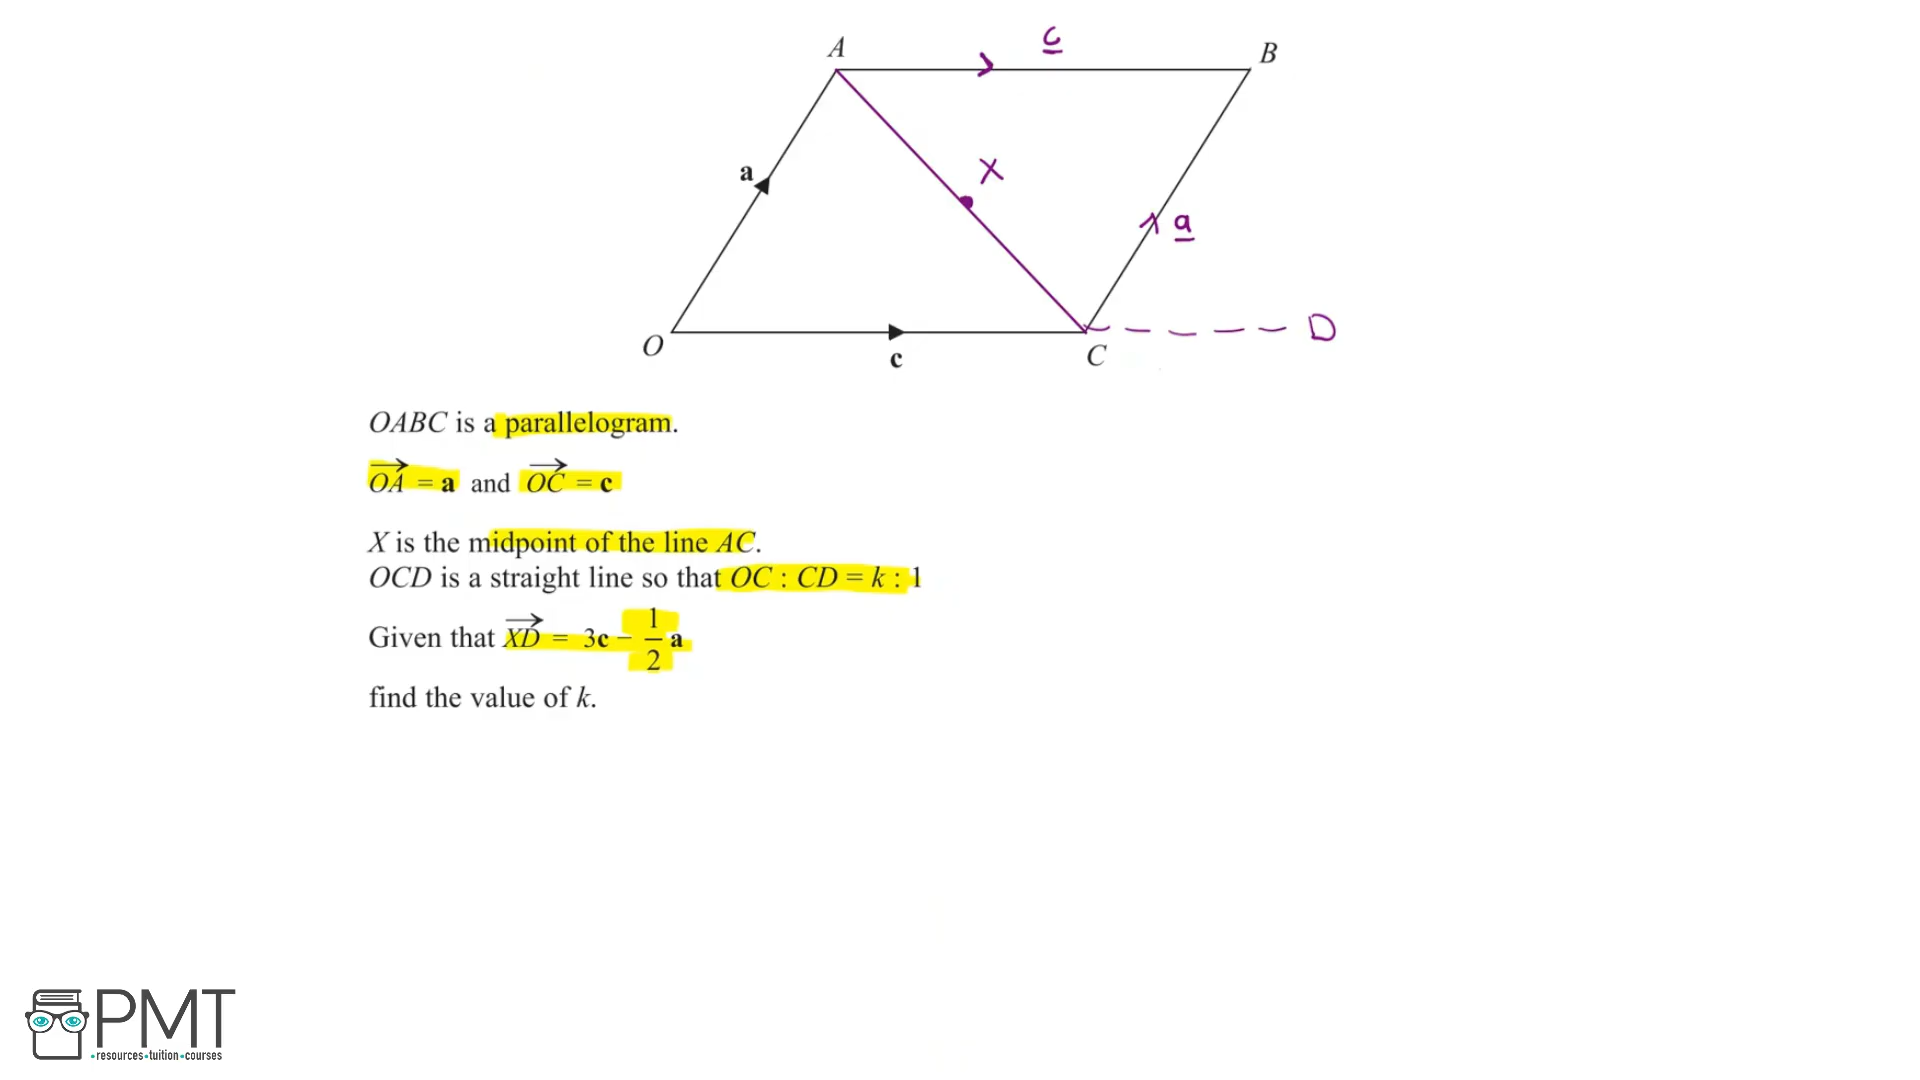 A
c
B
a
X
a
O
c
C
D
OABC is a parallelogram.
OA = a and OC = c
X is the midpoint of the line AC.
OCD is a straight line so that OC : CD = k : 1
Given that XD = 3c − 1/2 a
find the value of k.
PMT
•resources•tuition•courses